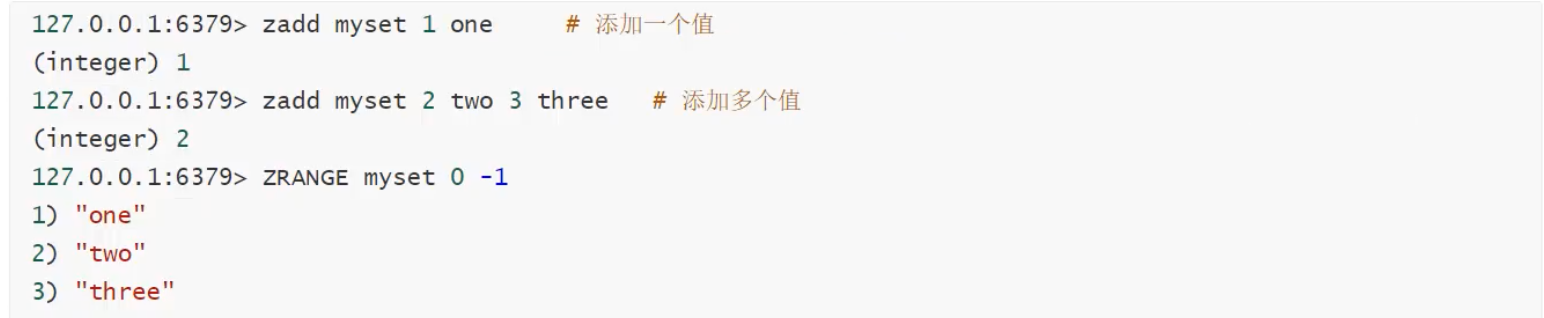 127.0.0.1:6379> zadd myset 1 one # 添加一个值
(integer) 1
127.0.0.1:6379> zadd myset 2 two 3 three # 添加多个值
(integer) 2
127.0.0.1:6379> ZRANGE myset 0 -1
1) "one"
2) "two"
3) "three"